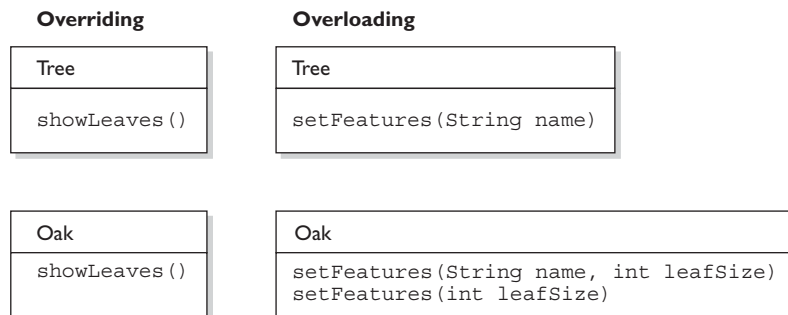 Overriding
Overloading
Tree
showLeaves()
Tree
setFeatures(String name)
Oak
showLeaves()
Oak
setFeatures(String name, int leafSize)
setFeatures(int leafSize)